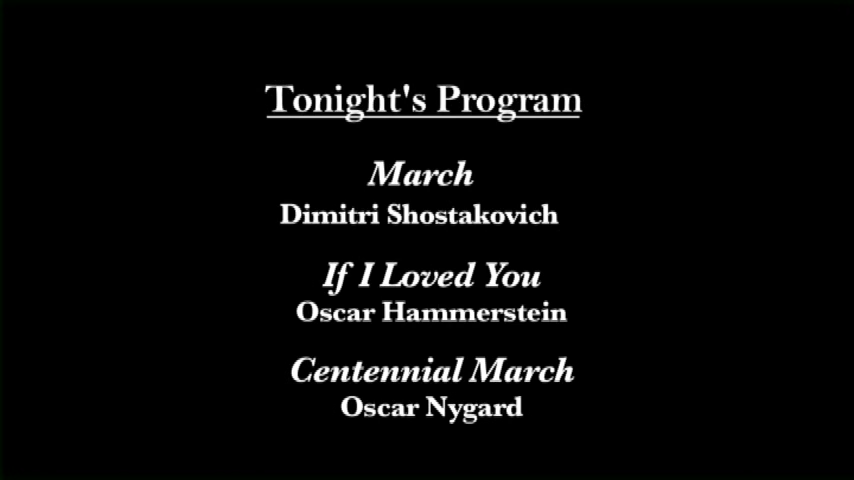 Tonight's Program
March
Dimitri Shostakovich
If I Loved You
Oscar Hammerstein
Centennial March
Oscar Nygard